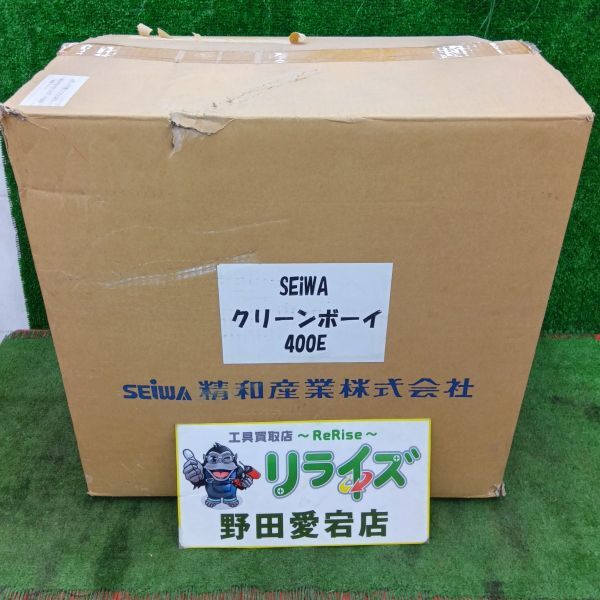 SEiWA
クリーンボーイ
400E
SEiWA 精和産業株式会社
工具買取店 ～ReRise～
リライズ
野田愛宕店